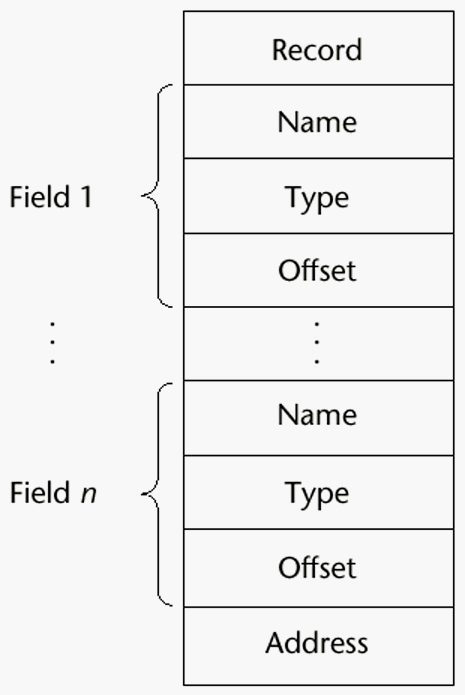 Record
Name
Field 1
Type
Offset
⋮ ⋮
Name
Field n
Type
Offset
Address